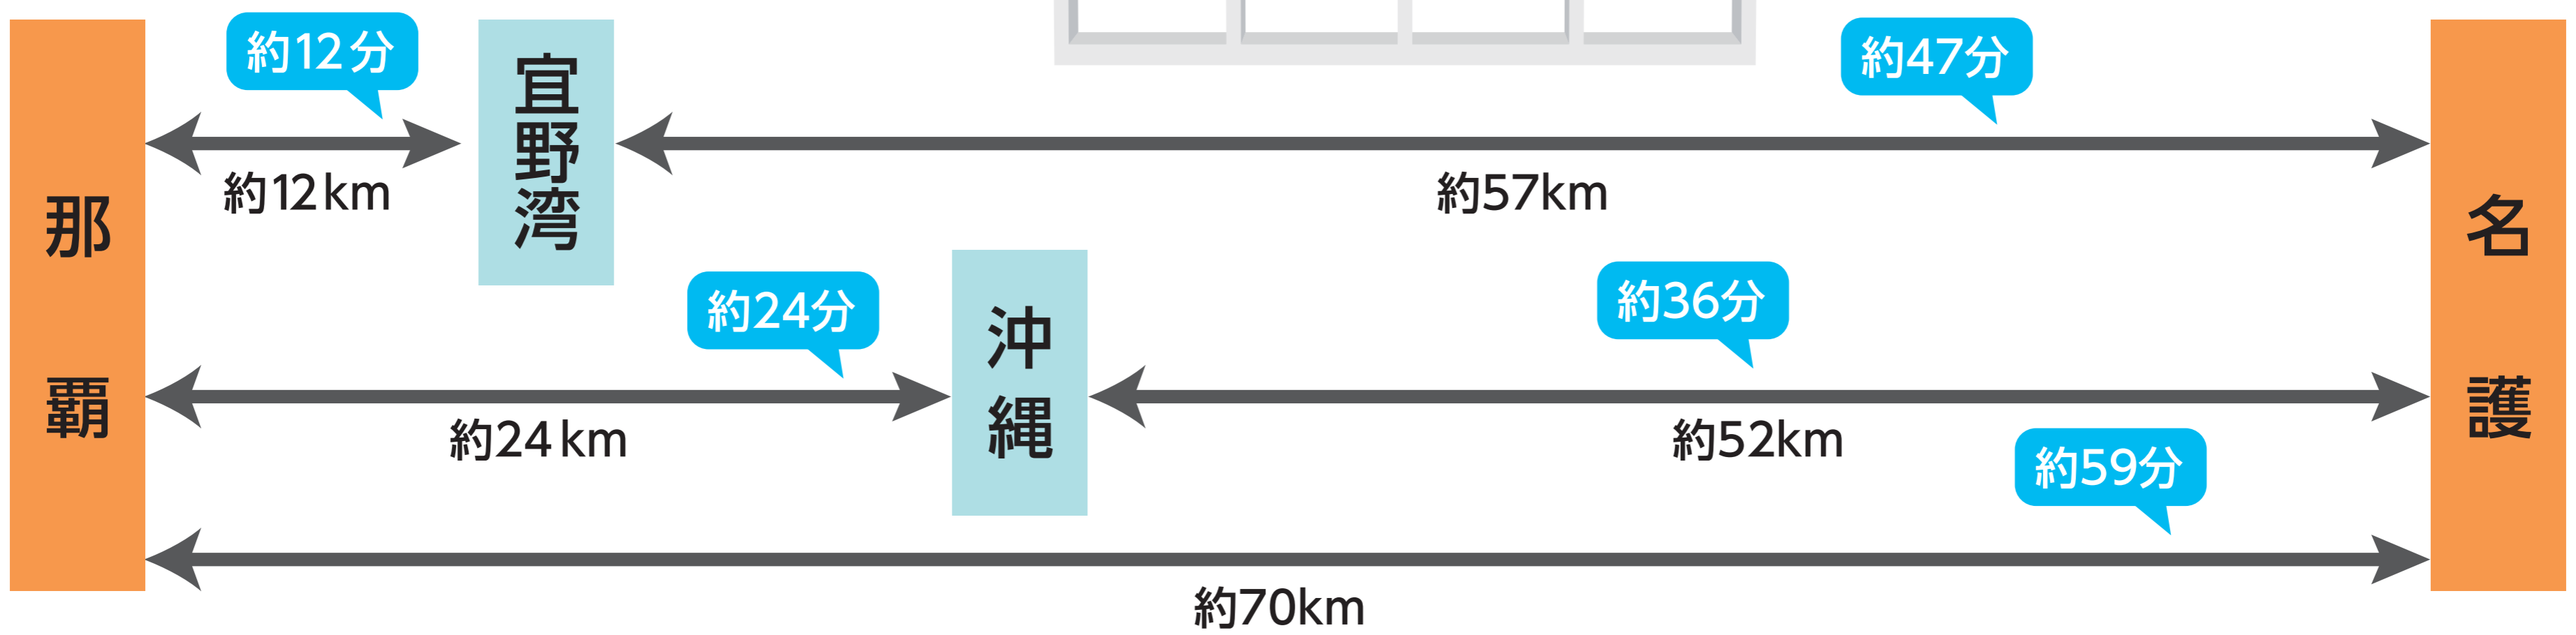 那覇
約12分
約12km
宜野湾
約47分
約57km
約24分
約24km
沖縄
約36分
約52km
約59分
約70km
名護